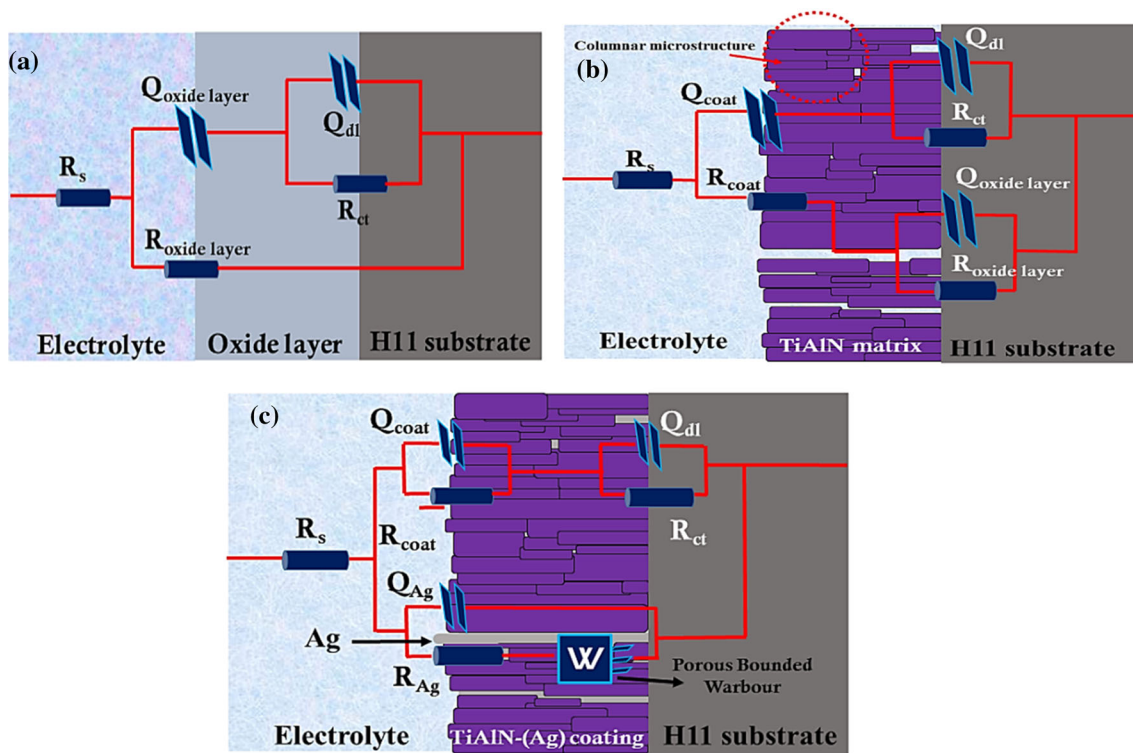 (a)
Q oxide layer
Q dl
R s
R ct
R oxide layer
Electrolyte
Oxide layer
H11 substrate
(b)
Columnar microstructure
Q dl
Q coat
R ct
R s
R coat
Q oxide layer
R oxide layer
Electrolyte
TiAlN matrix
H11 substrate
(c)
Q coat
Q dl
R s
R coat
R ct
Q Ag
Ag
W
R Ag
Porous Bounded
Warbour
Electrolyte
TiAlN-(Ag) coating
H11 substrate